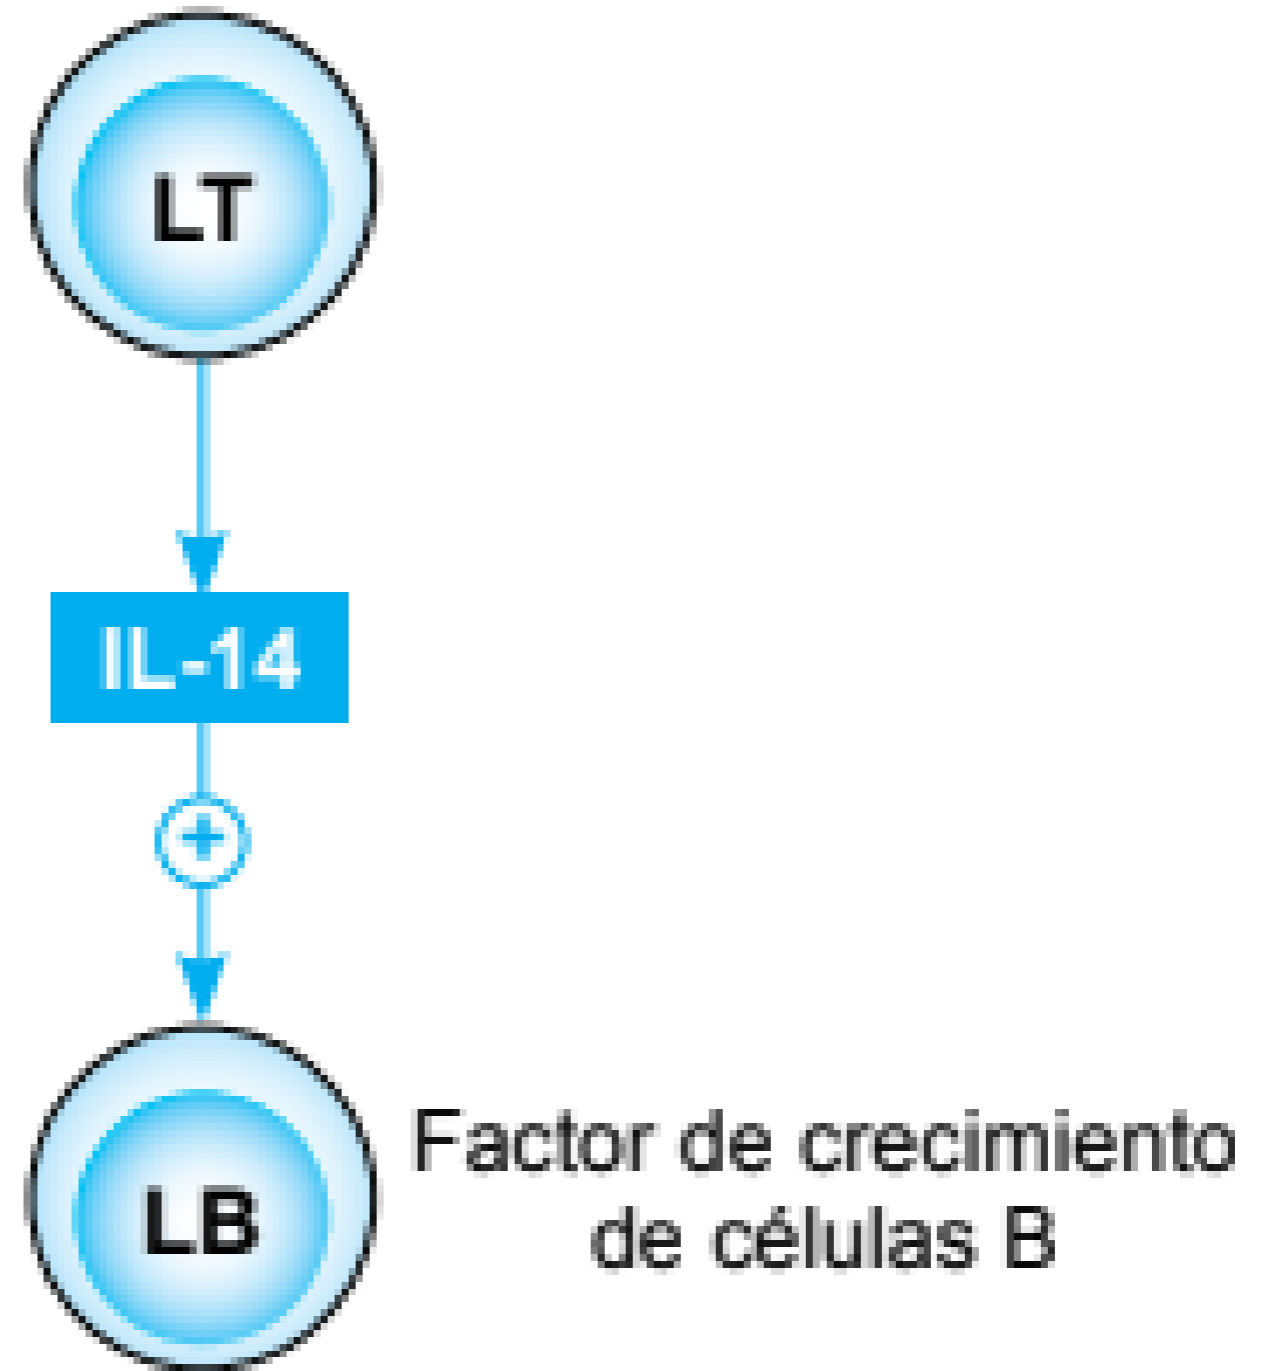 LT
IL-14
+
LB
Factor de crecimiento
de células B